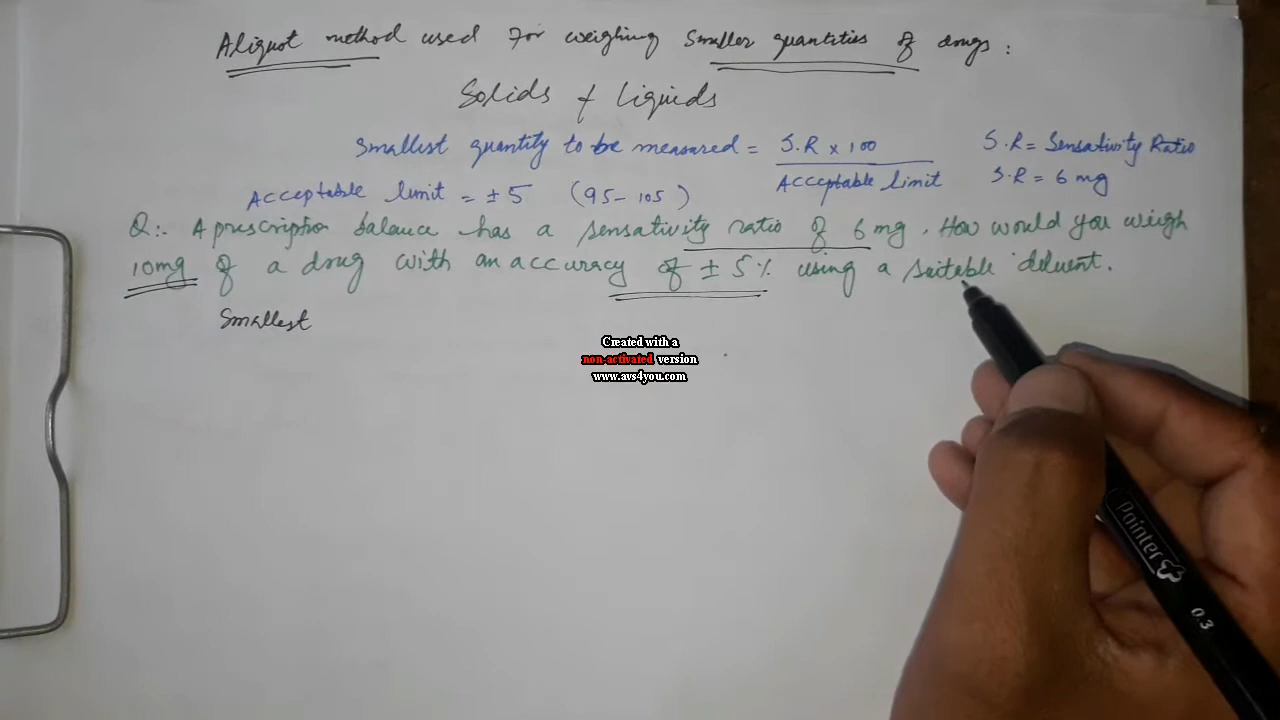 Aliquot method used for weighing smaller quantities of drugs:
Solids & Liquids
Smallest quantity to be measured = S.R x 100 / Acceptable limit
S.R = Sensativity Ratio
S.R = 6 mg
Acceptable limit = ±5 (95-105)
Q:- A prescription balance has a sensativity ratio of 6 mg. How would you weigh
10mg of a drug with an accuracy of ±5% using a suitable diluent.
Smallest
Created with a
non-activated version
www.avs4you.com
Pointer
0.3